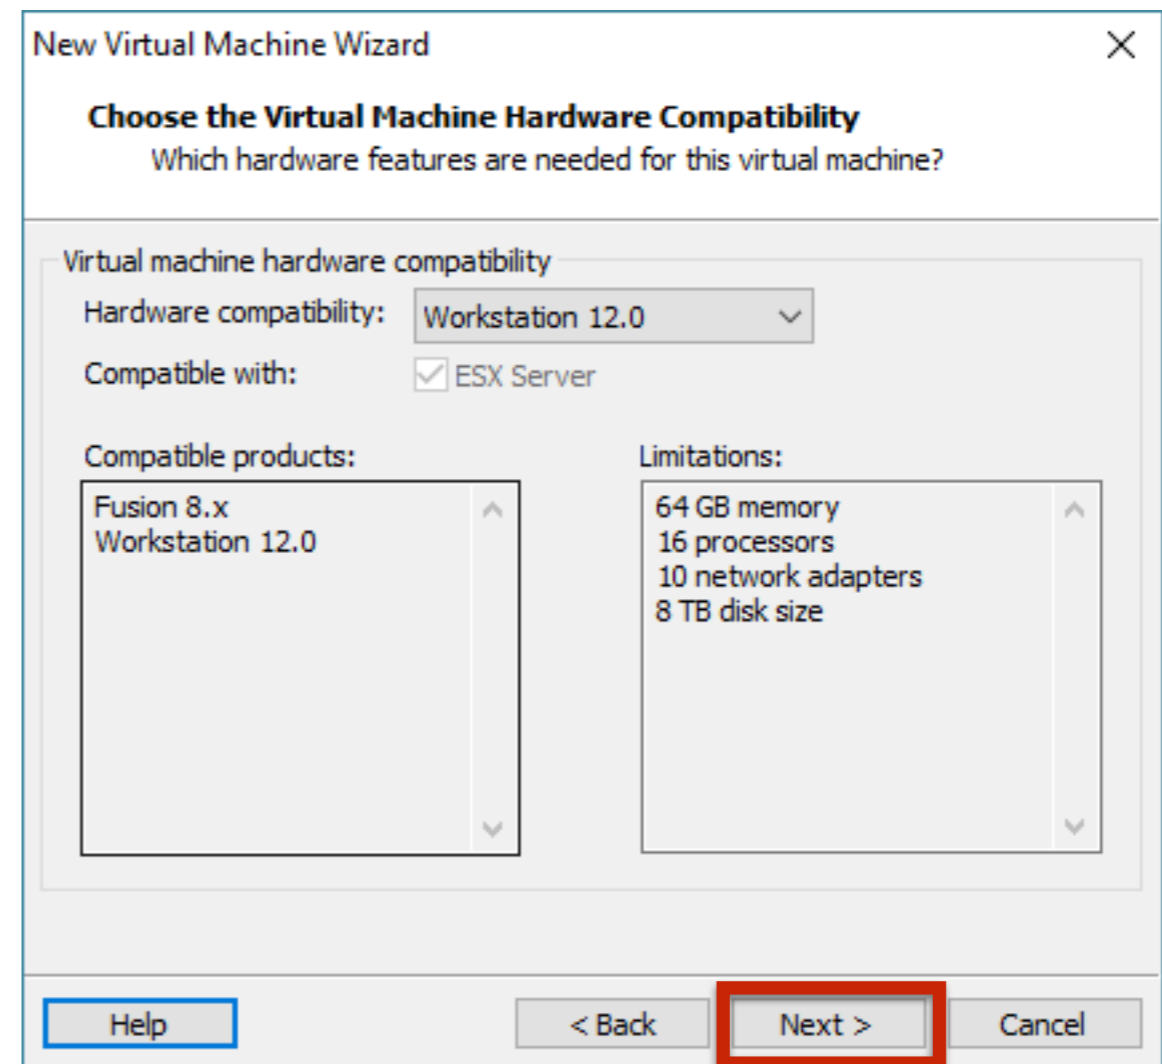 New Virtual Machine Wizard
Choose the Virtual Machine Hardware Compatibility
Which hardware features are needed for this virtual machine?
Virtual machine hardware compatibility
Hardware compatibility: Workstation 12.0
Compatible with: ESX Server
Compatible products:
Fusion 8.x
Workstation 12.0
Limitations:
64 GB memory
16 processors
10 network adapters
8 TB disk size
Help < Back Next > Cancel